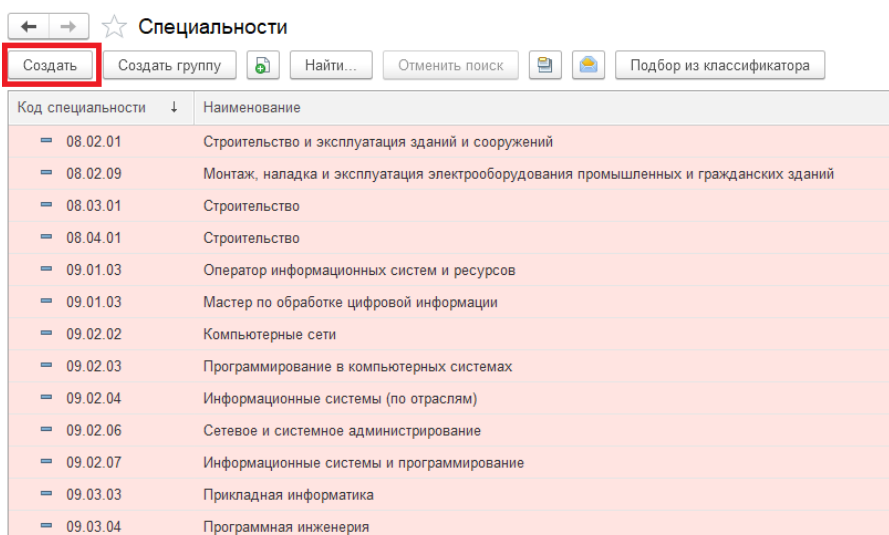 Специальности
Создать Создать группу Найти... Отменить поиск Подбор из классификатора
Код специальности ↓ Наименование
08.02.01 Строительство и эксплуатация зданий и сооружений
08.02.09 Монтаж, наладка и эксплуатация электрооборудования промышленных и гражданских зданий
08.03.01 Строительство
08.04.01 Строительство
09.01.03 Оператор информационных систем и ресурсов
09.01.03 Мастер по обработке цифровой информации
09.02.02 Компьютерные сети
09.02.03 Программирование в компьютерных системах
09.02.04 Информационные системы (по отраслям)
09.02.06 Сетевое и системное администрирование
09.02.07 Информационные системы и программирование
09.03.03 Прикладная информатика
09.03.04 Программная инженерия